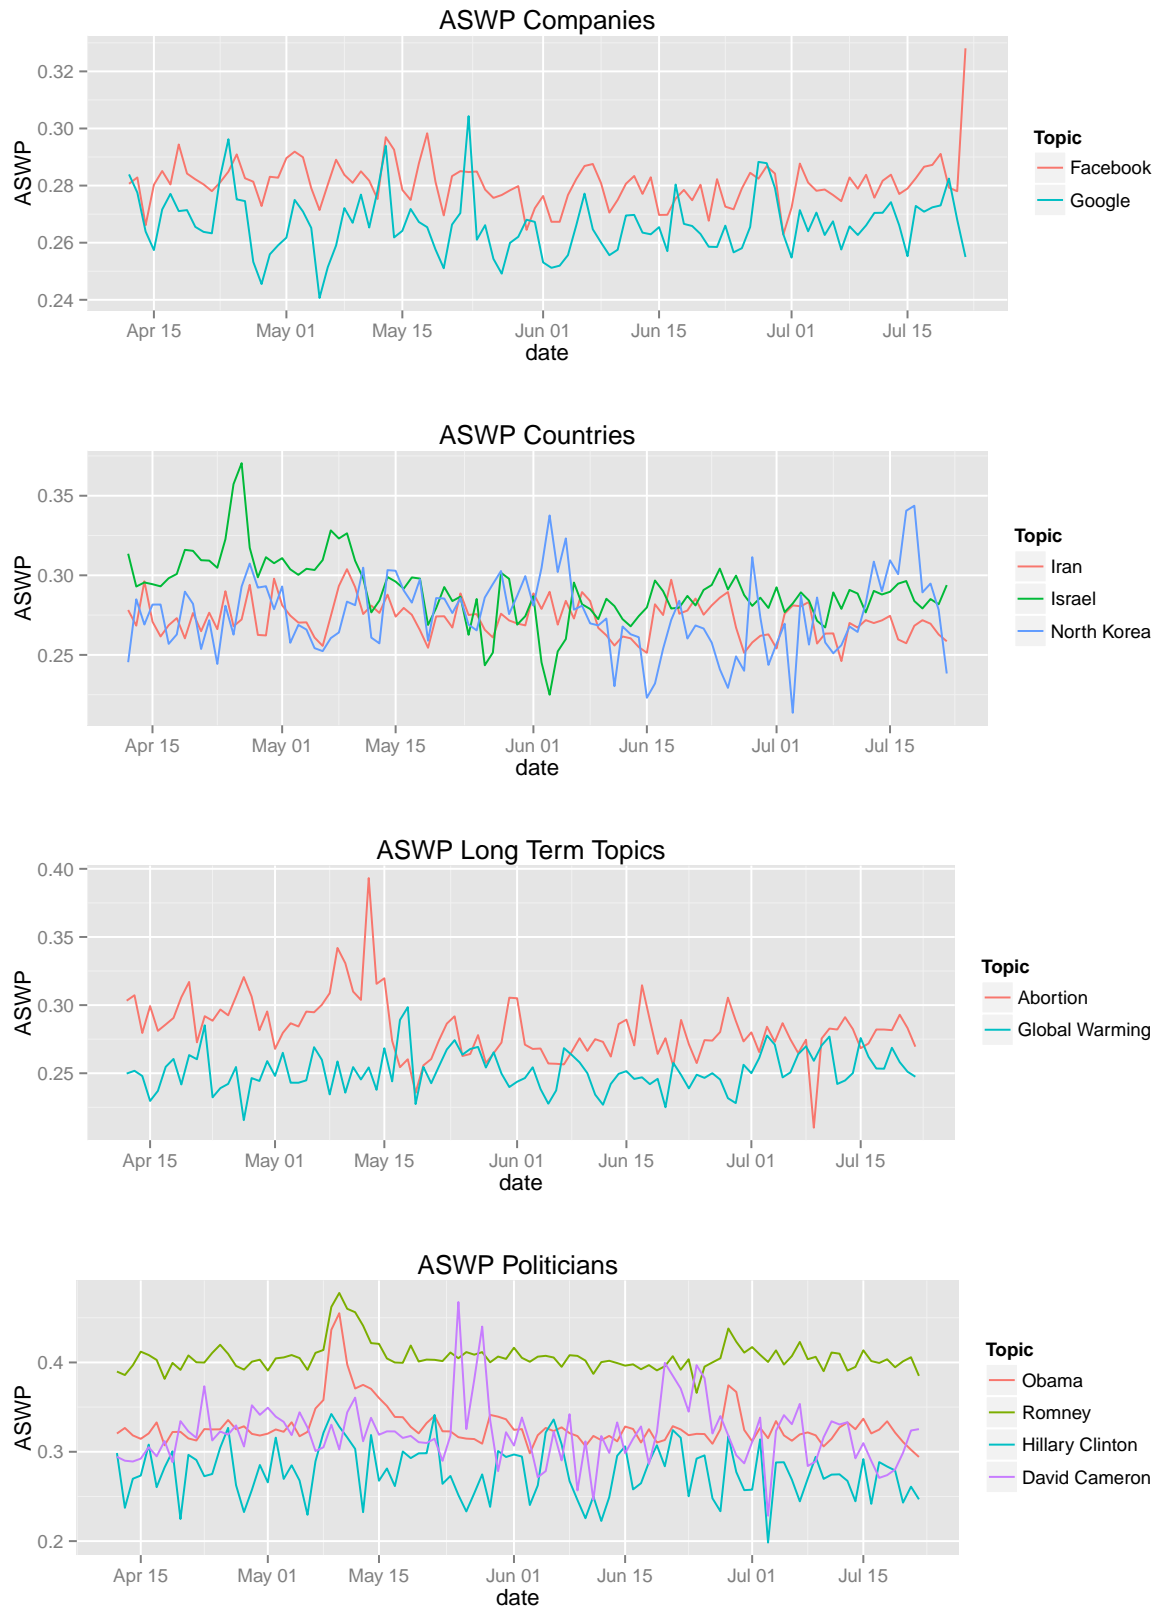 ASWP Companies
0.32
0.30
0.28
0.26
0.24
ASWP
Apr 15 May 01 May 15 Jun 01 Jun 15 Jul 01 Jul 15
date
Topic
Facebook
Google
ASWP Countries
0.35
0.30
0.25
ASWP
Apr 15 May 01 May 15 Jun 01 Jun 15 Jul 01 Jul 15
date
Topic
Iran
Israel
North Korea
ASWP Long Term Topics
0.40
0.35
0.30
0.25
ASWP
Apr 15 May 01 May 15 Jun 01 Jun 15 Jul 01 Jul 15
date
Topic
Abortion
Global Warming
ASWP Politicians
0.4
0.3
0.2
ASWP
Apr 15 May 01 May 15 Jun 01 Jun 15 Jul 01 Jul 15
date
Topic
Obama
Romney
Hillary Clinton
David Cameron